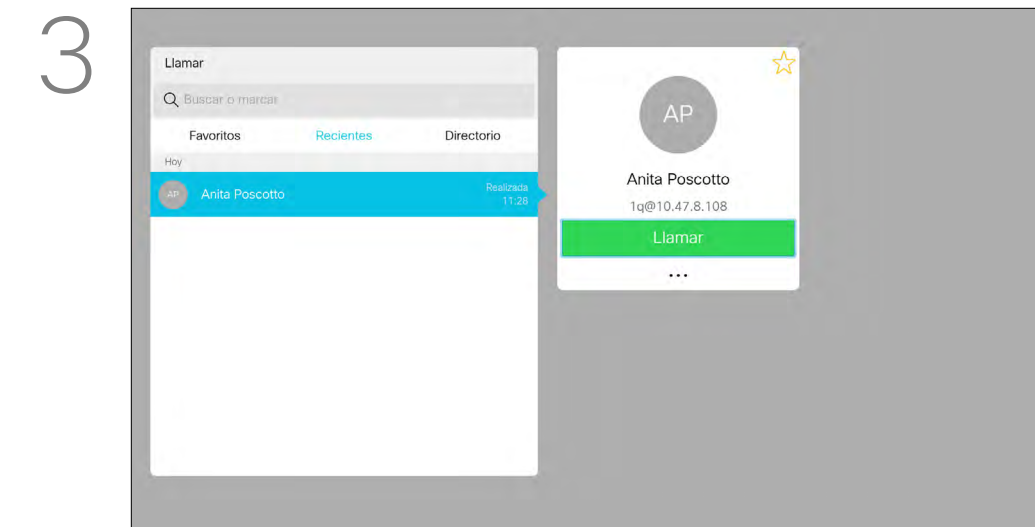 3
Llamar
Buscar o marcar
Favoritos Recientes Directorio
Hoy
AP Anita Poscotto Realizada
11:26
AP
Anita Poscotto
1q@10.47.8.108
Llamar
...